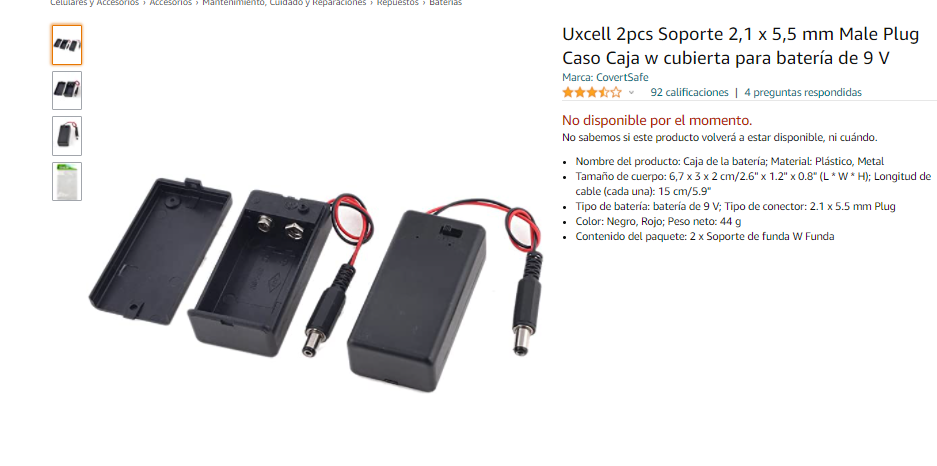 Celulares y Accesorios › Accesorios › Mantenimiento, Cuidado y Reparaciones › Repuestos › Baterías
Uxcell 2pcs Soporte 2,1 x 5,5 mm Male Plug
Caso Caja w cubierta para batería de 9 V
Marca: CovertSafe
92 calificaciones | 4 preguntas respondidas
No disponible por el momento.
No sabemos si este producto volverá a estar disponible, ni cuándo.
• Nombre del producto: Caja de la batería; Material: Plástico, Metal
• Tamaño de cuerpo: 6,7 x 3 x 2 cm/2.6" x 1.2" x 0.8" (L * W * H); Longitud de
cable (cada una): 15 cm/5.9"
• Tipo de batería: batería de 9 V; Tipo de conector: 2.1 x 5.5 mm Plug
• Color: Negro, Rojo; Peso neto: 44 g
• Contenido del paquete: 2 x Soporte de funda W Funda